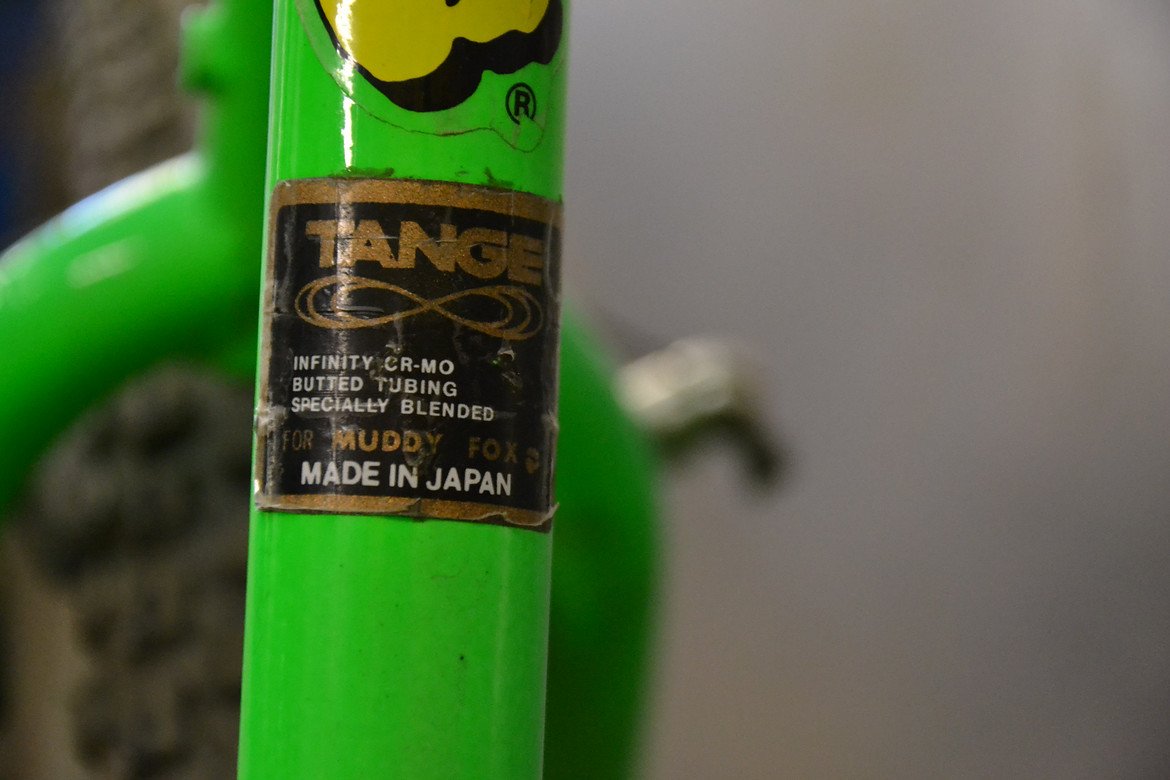 ®
TANGE
INFINITY CR-MO
BUTTED TUBING
SPECIALLY BLENDED
FOR MUDDY FOX
MADE IN JAPAN